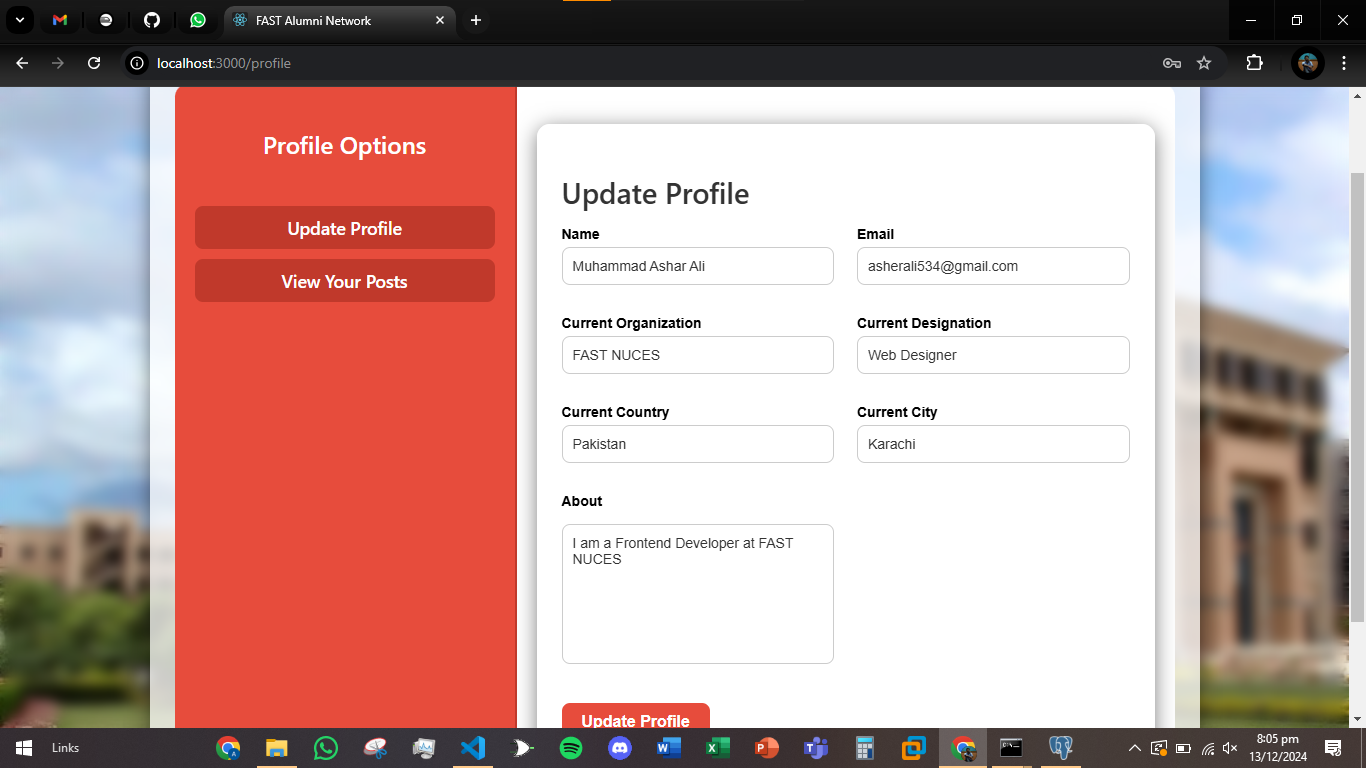 FAST Alumni Network
localhost:3000/profile
Profile Options
Update Profile
View Your Posts
Update Profile
Name
Email
Muhammad Ashar Ali
asherali534@gmail.com
Current Organization
Current Designation
FAST NUCES
Web Designer
Current Country
Current City
Pakistan
Karachi
About
I am a Frontend Developer at FAST
NUCES
Update Profile
Links
8:05 pm
13/12/2024